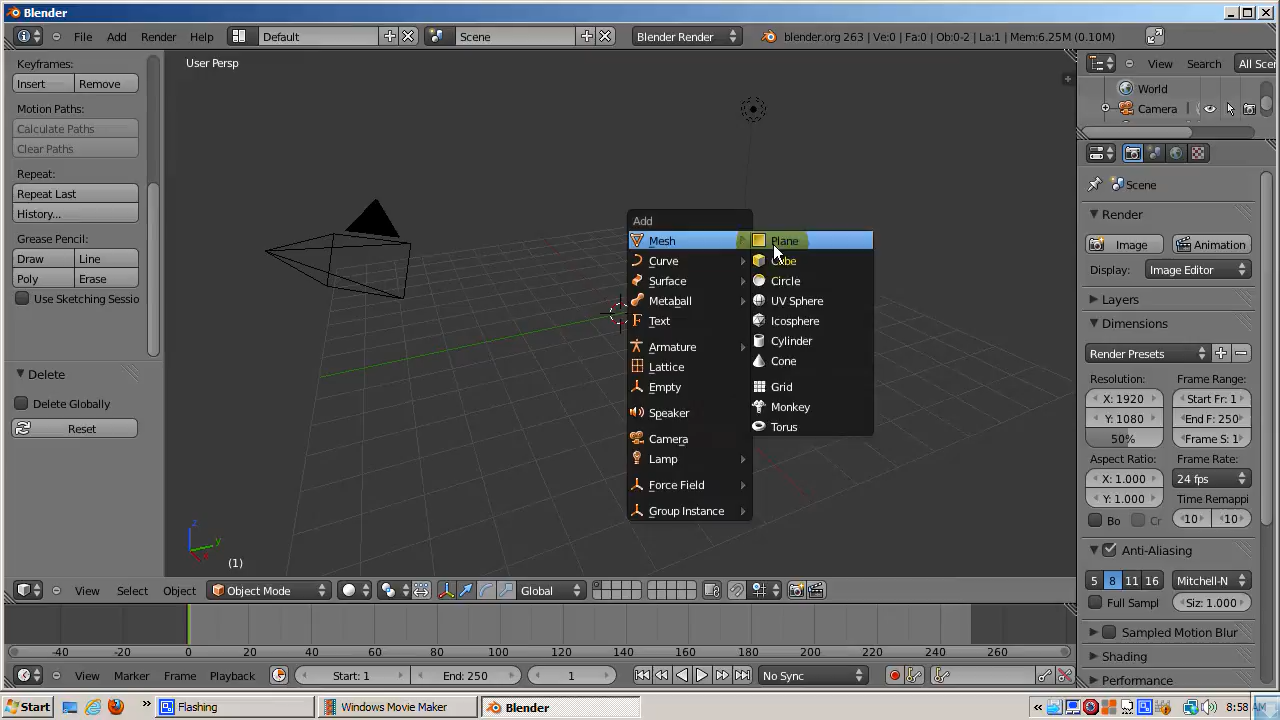 Blender
File Add Render Help Default Scene Blender Render blender.org 263 | Ve:0 | Fa:0 | Ob:0-2 | La:1 | Mem:6.25M (0.10M)
Keyframes:
Insert Remove
Motion Paths:
Calculate Paths
Clear Paths
Repeat:
Repeat Last
History...
Grease Pencil:
Draw Line
Poly Erase
Use Sketching Sessio
Delete
Delete Globally
Reset
User Persp
Add
Mesh
Curve
Surface
Metaball
Text
Armature
Lattice
Empty
Speaker
Camera
Lamp
Force Field
Group Instance
Plane
Cube
Circle
UV Sphere
Icosphere
Cylinder
Cone
Grid
Monkey
Torus
z
y
(1)
View Select Object Object Mode Global
-40 -20 0 20 40 60 80 100 120 140 160 180 200 220 240 260
View Marker Frame Playback Start: 1 End: 250 1 No Sync
View Search All Sce
World
Camera
Scene
Render
Image Animation
Display: Image Editor
Layers
Dimensions
Render Presets
Resolution: Frame Range:
X: 1920 Start Fr: 1
Y: 1080 End F: 250
50% Frame S: 1
Aspect Ratio: Frame Rate:
X: 1.000 24 fps
Y: 1.000 Time Remappi
Bo Cr 10 10
Anti-Aliasing
5 8 11 16 Mitchell-N
Full Sampl Siz: 1.000
Sampled Motion Blur
Shading
Performance
Start Flashing Windows Movie Maker Blender 8:58 A